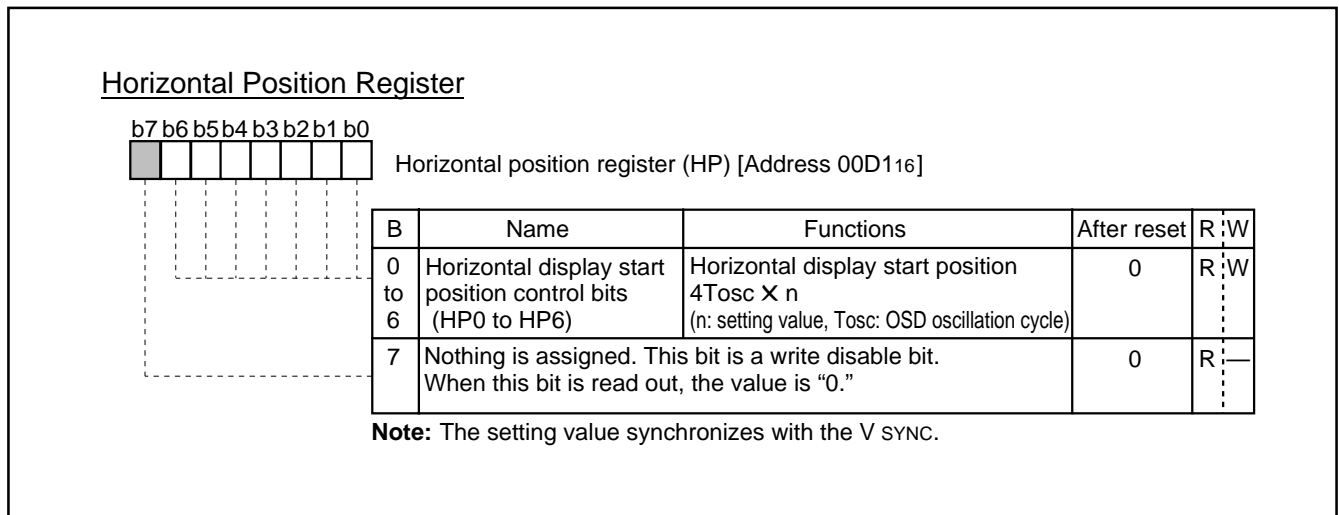 Horizontal Position Register
b7 b6 b5 b4 b3 b2 b1 b0
Horizontal position register (HP) [Address 00D116]
B Name Functions After reset R W
0 to 6 Horizontal display start position control bits (HP0 to HP6) Horizontal display start position 4Tosc X n (n: setting value, Tosc: OSD oscillation cycle) 0 R W
7 Nothing is assigned. This bit is a write disable bit. When this bit is read out, the value is “0.” 0 R —
Note: The setting value synchronizes with the V SYNC.